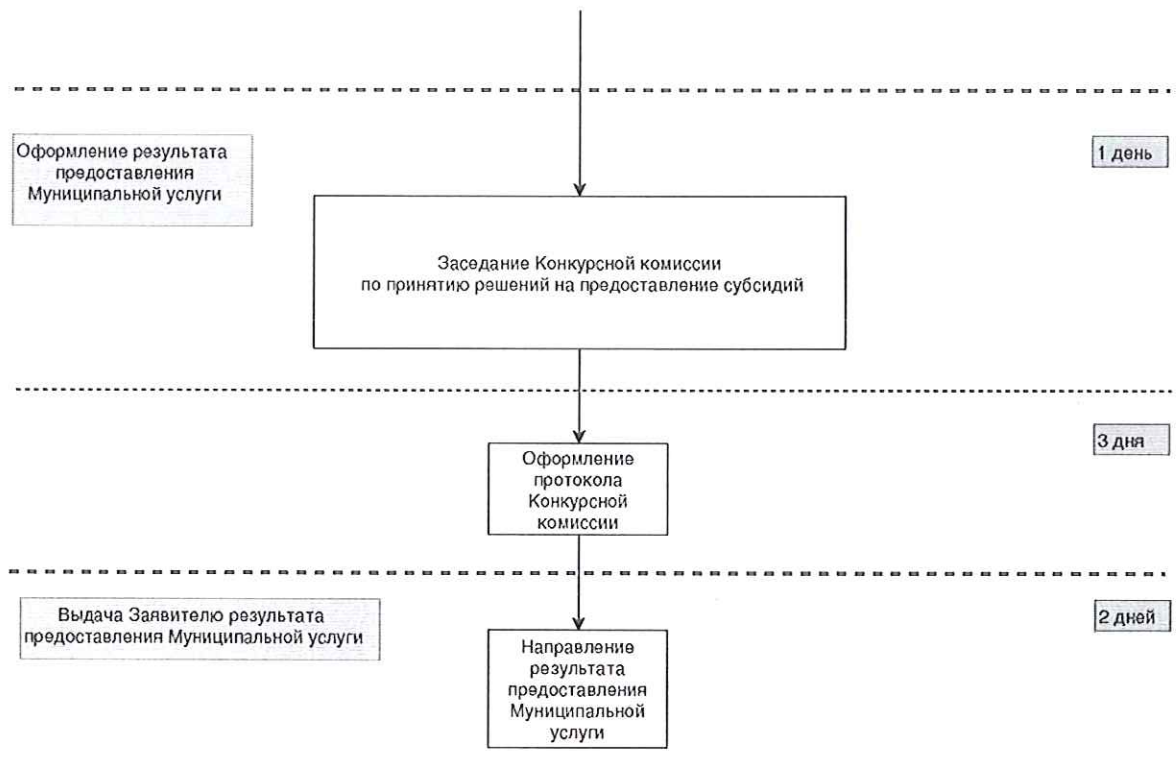 Оформление результата
предоставления
Муниципальной услуги
1 день
Заседание Конкурсной комиссии
по принятию решений на предоставление субсидий
3 дня
Оформление
протокола
Конкурсной
комиссии
Выдача Заявителю результата
предоставления Муниципальной услуги
2 дней
Направление
результата
предоставления
Муниципальной
услуги